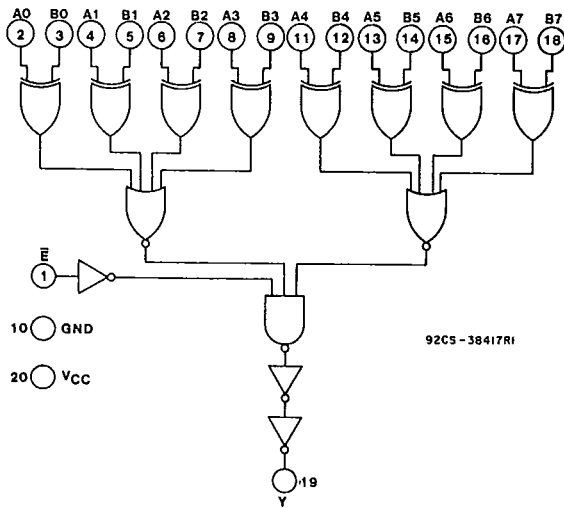 A0 B0 A1 B1 A2 B2 A3 B3 A4 B4 A5 B5 A6 B6 A7 B7
2 3 4 5 6 7 8 9 11 12 13 14 15 16 17 18
E̅
1
10 GND
92CS-38417R1
20 VCC
19
Y